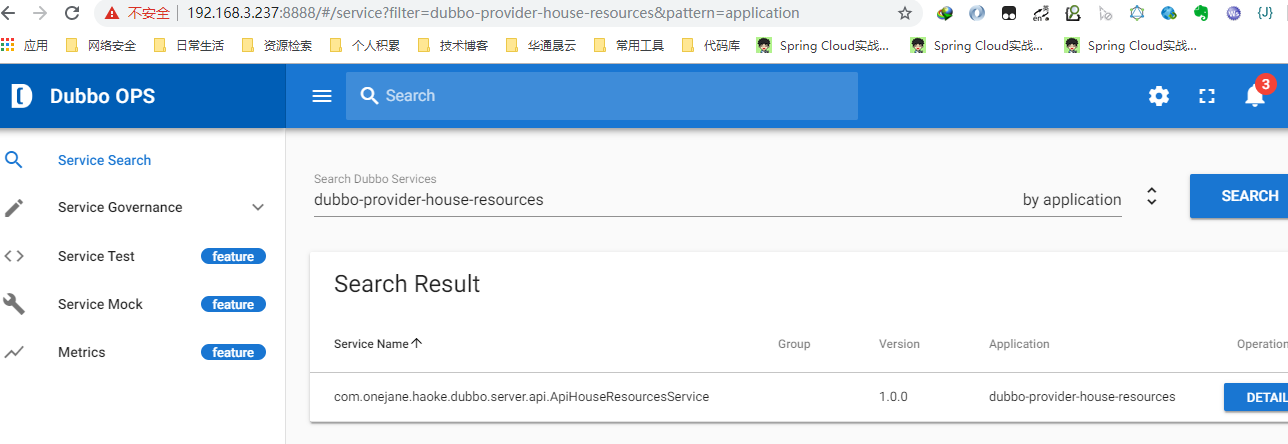 不安全 192.168.3.237:8888/#/service?filter=dubbo-provider-house-resources&pattern=application
应用 网络安全 日常生活 资源检索 个人积累 技术博客 华通晟云 常用工具 代码库 Spring Cloud实战... Spring Cloud实战... Spring Cloud实战...
Dubbo OPS Search 3
Service Search
Service Governance
Service Test feature
Service Mock feature
Metrics feature
Search Dubbo Services
dubbo-provider-house-resources by application SEARCH
Search Result
Service Name Group Version Application Operation
com.onejane.haoke.dubbo.server.api.ApiHouseResourcesService 1.0.0 dubbo-provider-house-resources DETAIL